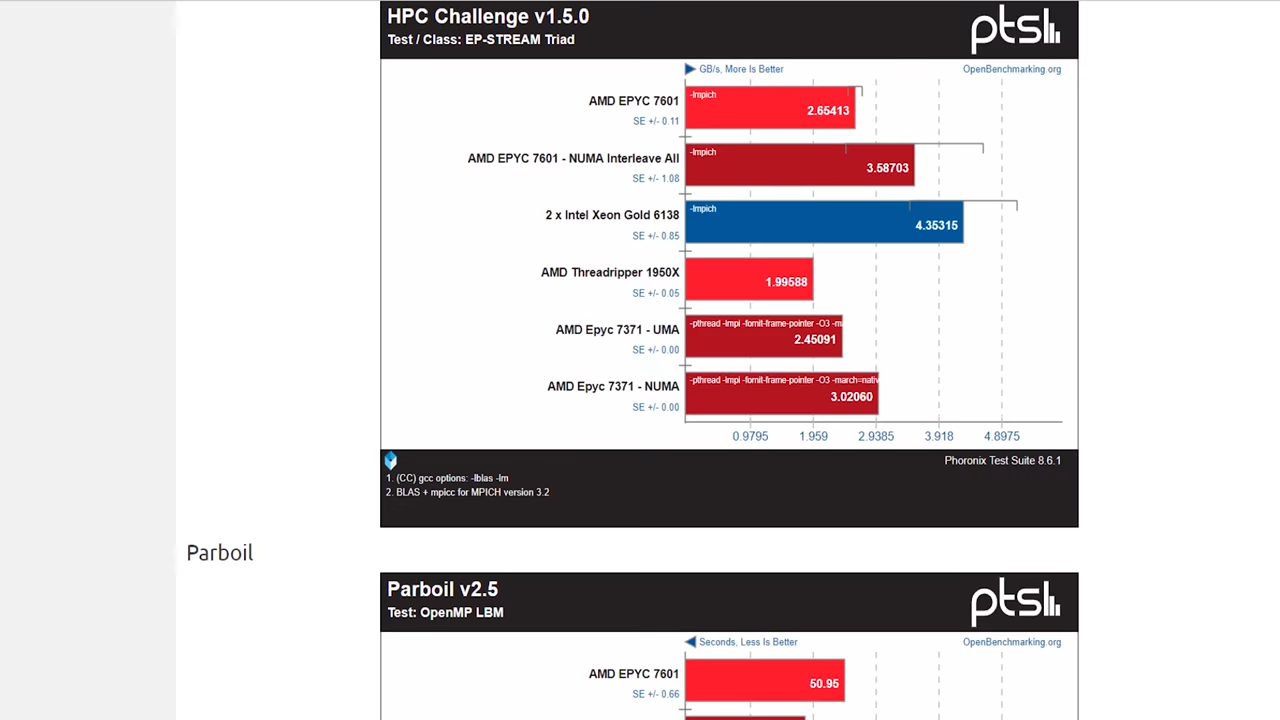 HPC Challenge v1.5.0
Test / Class: EP-STREAM Triad
ptsl
GB/s, More Is Better
OpenBenchmarking.org
AMD EPYC 7601
SE +/- 0.11
-lmpich
2.65413
AMD EPYC 7601 - NUMA Interleave All
SE +/- 1.08
-lmpich
3.58703
2 x Intel Xeon Gold 6138
SE +/- 0.85
-lmpich
4.35315
AMD Threadripper 1950X
SE +/- 0.05
1.99588
AMD Epyc 7371 - UMA
SE +/- 0.00
-pthread -lmpi -fomit-frame-pointer -O3 -m
2.45091
AMD Epyc 7371 - NUMA
SE +/- 0.00
-pthread -lmpi -fomit-frame-pointer -O3 -march=nativ
3.02060
0.9795 1.959 2.9385 3.918 4.8975
Phoronix Test Suite 8.6.1
1. (CC) gcc options: -lblas -lm
2. BLAS + mpicc for MPICH version 3.2
Parboil
Parboil v2.5
Test: OpenMP LBM
ptsl
Seconds, Less Is Better
OpenBenchmarking.org
AMD EPYC 7601
SE +/- 0.66
50.95